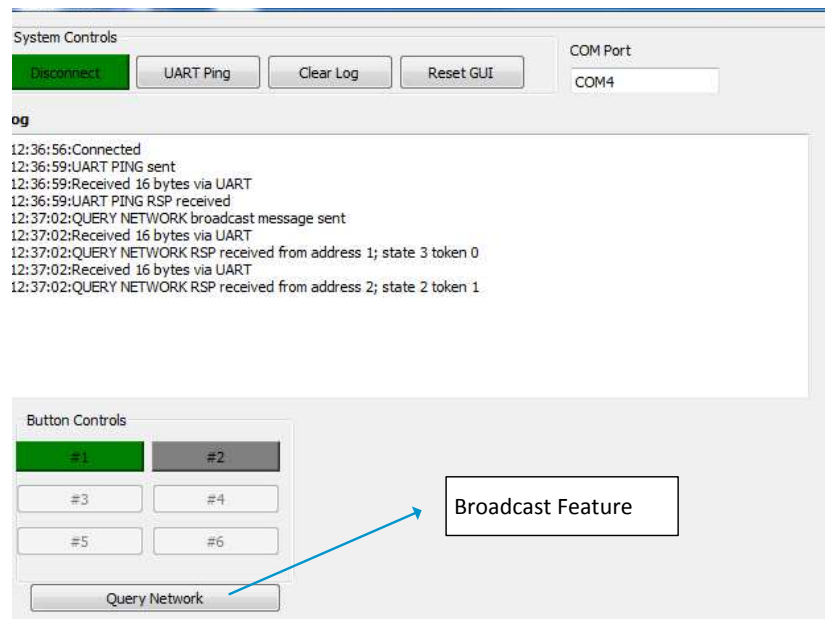 System Controls
Disconnect
UART Ping
Clear Log
Reset GUI
COM Port
COM4
og
12:36:56:Connected
12:36:59:UART PING sent
12:36:59:Received 16 bytes via UART
12:36:59:UART PING RSP received
12:37:02:QUERY NETWORK broadcast message sent
12:37:02:Received 16 bytes via UART
12:37:02:QUERY NETWORK RSP received from address 1; state 3 token 0
12:37:02:Received 16 bytes via UART
12:37:02:QUERY NETWORK RSP received from address 2; state 2 token 1
Button Controls
#1
#2
#3
#4
#5
#6
Broadcast Feature
Query Network